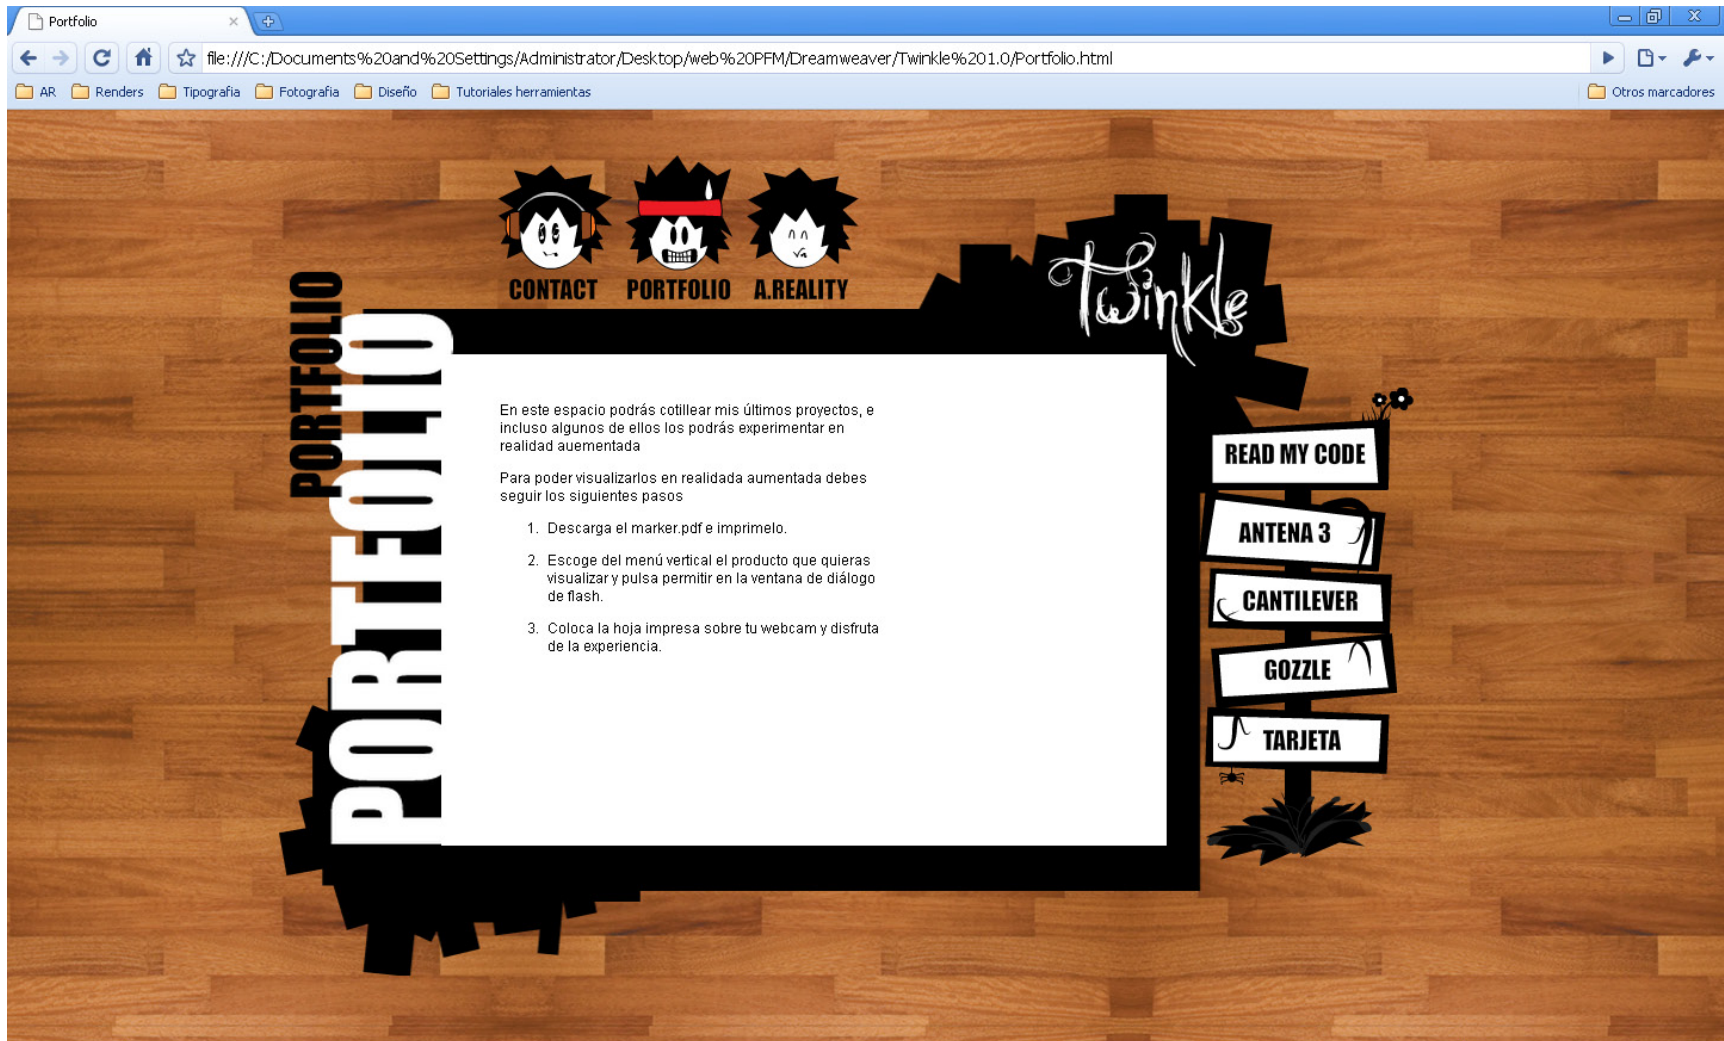 Portfolio
file:///C:/Documents%20and%20Settings/Administrator/Desktop/web%20PFM/Dreamweaver/Twinkle%201.0/Portfolio.html
AR Renders Tipografia Fotografia Diseño Tutoriales herramientas Otros marcadores
CONTACT PORTFOLIO A.REALITY
Twinkle
PORTFOLIO
PORTFOLIO
En este espacio podrás cotillear mis últimos proyectos, e
incluso algunos de ellos los podrás experimentar en
realidad auementada
Para poder visualizarlos en realidada aumentada debes
seguir los siguientes pasos
1. Descarga el marker.pdf e imprimelo.
2. Escoge del menú vertical el producto que quieras
visualizar y pulsa permitir en la ventana de diálogo
de flash.
3. Coloca la hoja impresa sobre tu webcam y disfruta
de la experiencia.
READ MY CODE
ANTENA 3
CANTILEVER
GOZZLE
TARJETA